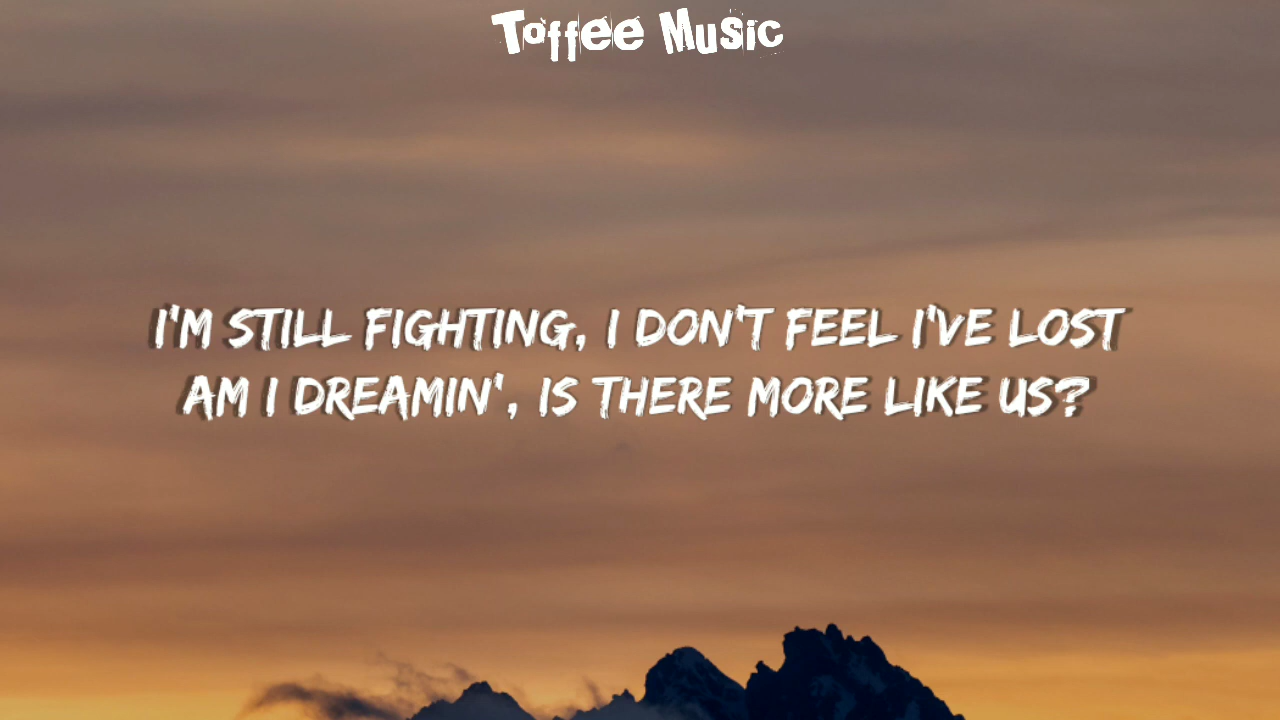 Toffee Music
I'M STILL FIGHTING, I DON'T FEEL I'VE LOST
AM I DREAMIN', IS THERE MORE LIKE US?